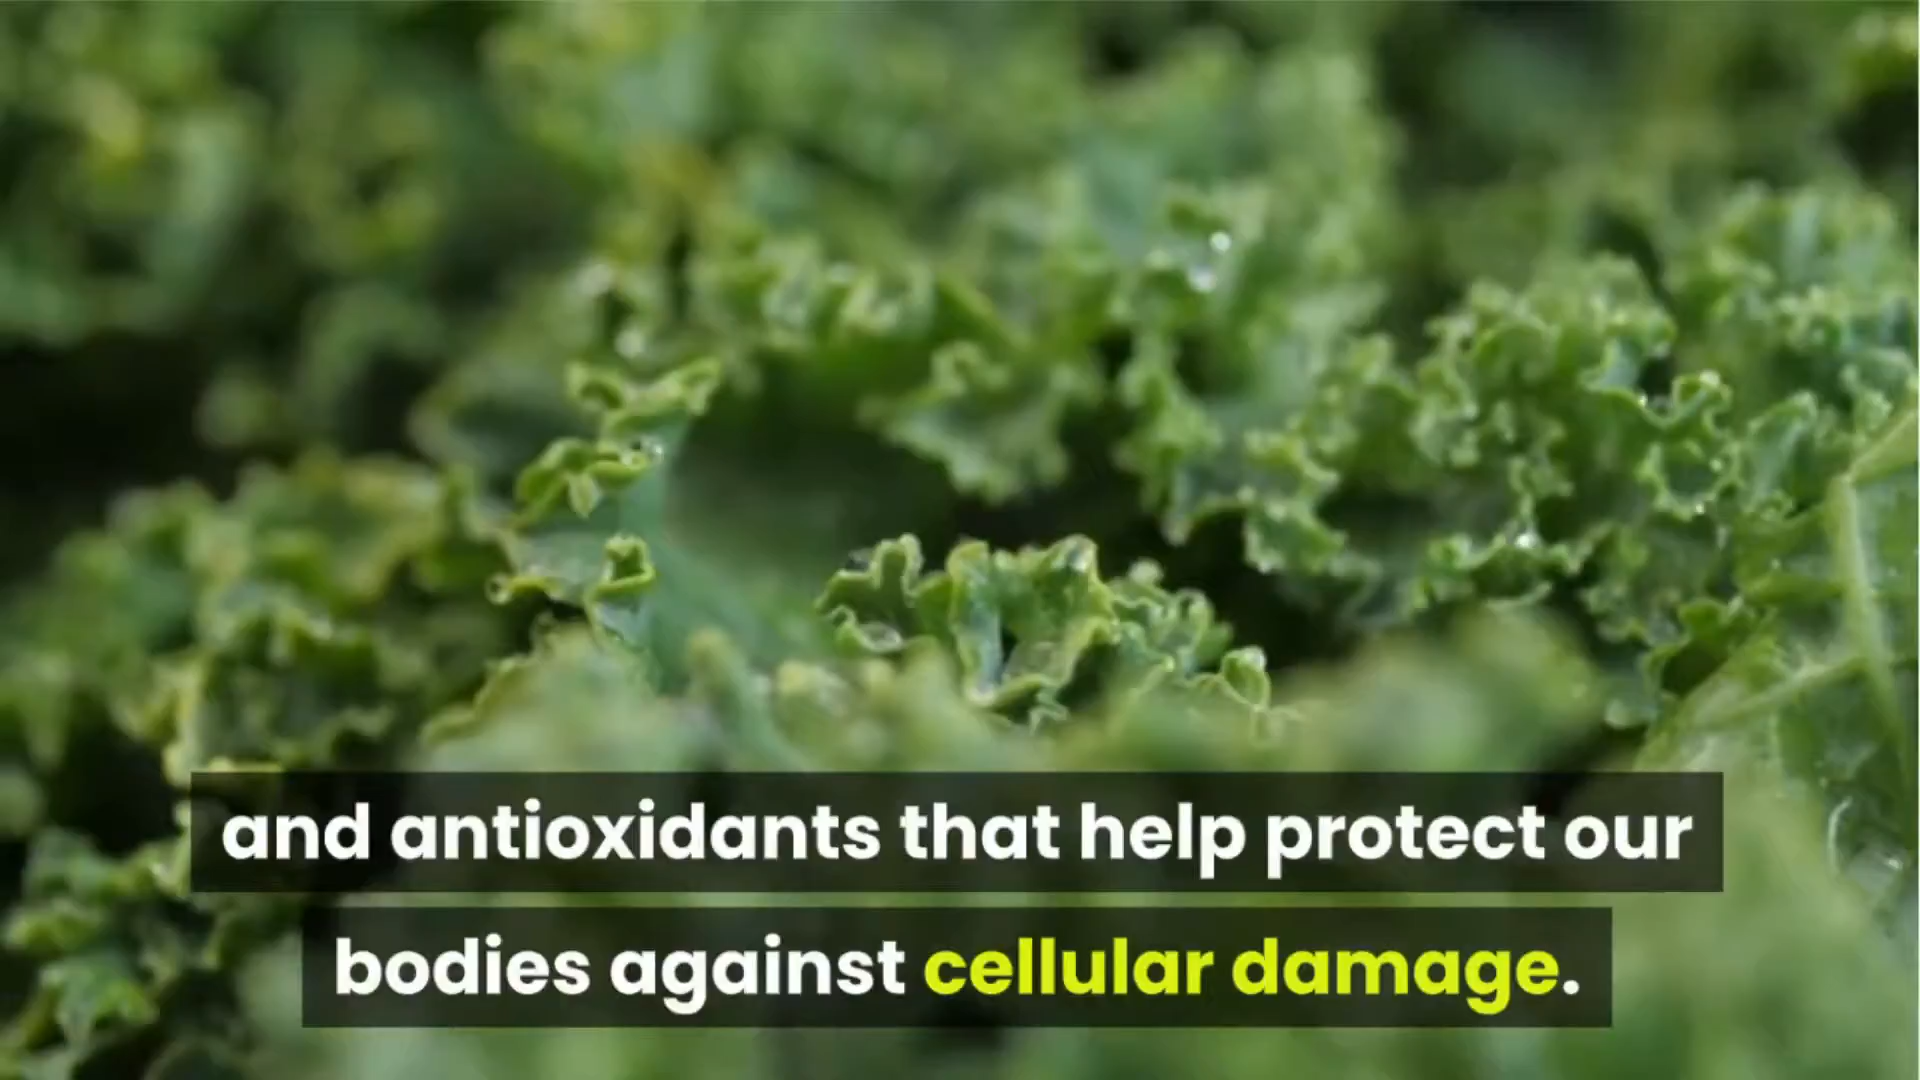 and antioxidants that help protect our
bodies against cellular damage.